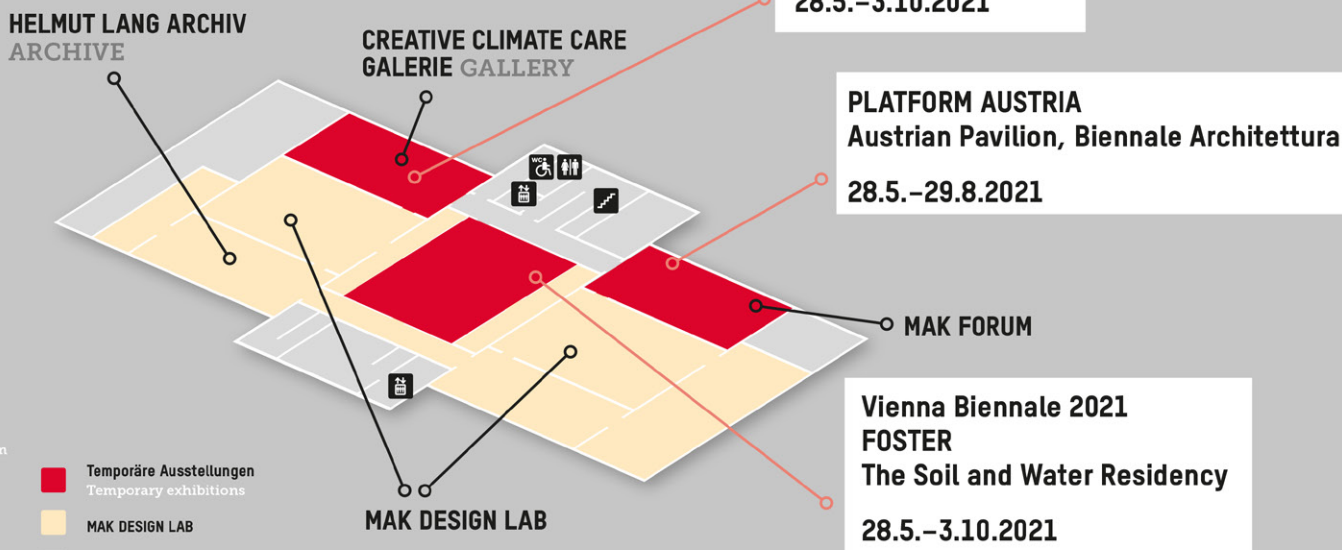 28.5.–3.10.2021
HELMUT LANG ARCHIV
ARCHIVE
CREATIVE CLIMATE CARE
GALERIE GALLERY
WC
PLATFORM AUSTRIA
Austrian Pavilion, Biennale Architettura
28.5.–29.8.2021
MAK FORUM
Vienna Biennale 2021
FOSTER
The Soil and Water Residency
28.5.–3.10.2021
Temporäre Ausstellungen
Temporary exhibitions
MAK DESIGN LAB
MAK DESIGN LAB